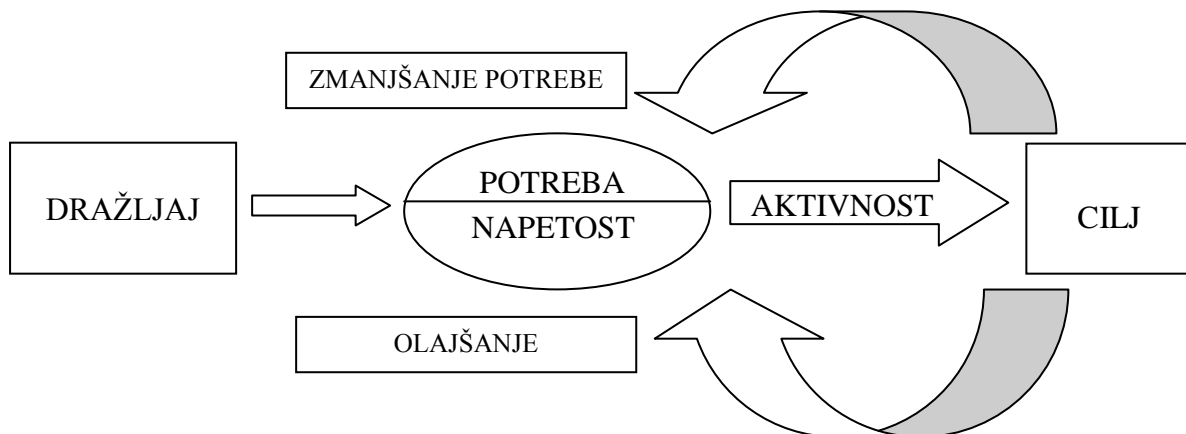 ZMANJŠANJE POTREBE
DRAŽLJAJ
POTREBA
NAPETOST
AKTIVNOST
CILJ
OLAJŠANJE